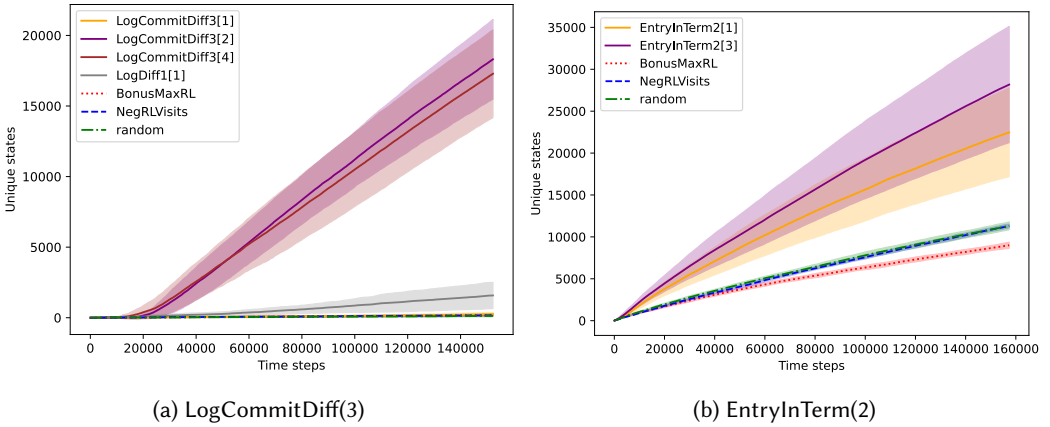 LogCommitDiff3[1]
LogCommitDiff3[2]
LogCommitDiff3[4]
LogDiff1[1]
BonusMaxRL
NegRLVisits
random
Unique states
20000
15000
10000
5000
0
0 20000 40000 60000 80000 100000 120000 140000
Time steps
(a) LogCommitDiff(3)
EntryInTerm2[1]
EntryInTerm2[3]
BonusMaxRL
NegRLVisits
random
Unique states
35000
30000
25000
20000
15000
10000
5000
0
0 20000 40000 60000 80000 100000 120000 140000 160000
Time steps
(b) EntryInTerm(2)